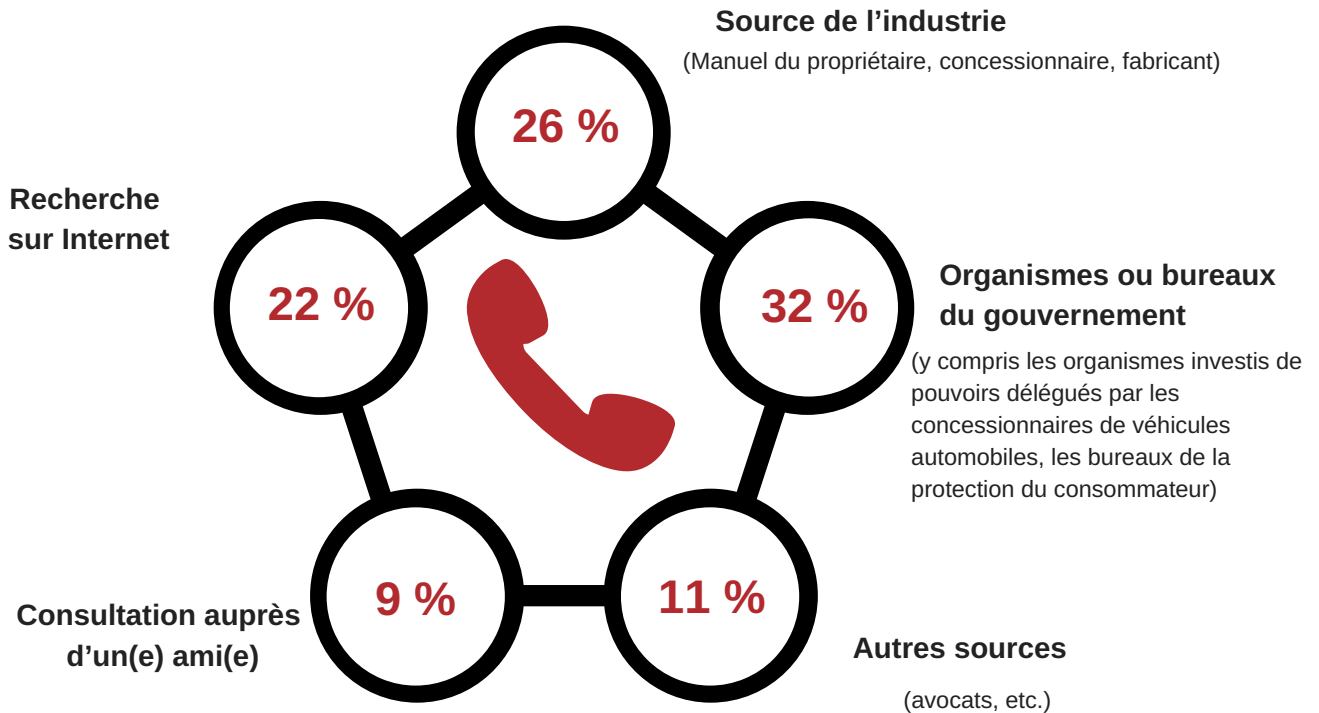 Source de l’industrie
(Manuel du propriétaire, concessionnaire, fabricant)
26 %
Recherche
sur Internet
22 %
32 %
Organismes ou bureaux
du gouvernement
(y compris les organismes investis de
pouvoirs délégués par les
concessionnaires de véhicules
automobiles, les bureaux de la
protection du consommateur)
9 %
11 %
Consultation auprès
d’un(e) ami(e)
Autres sources
(avocats, etc.)